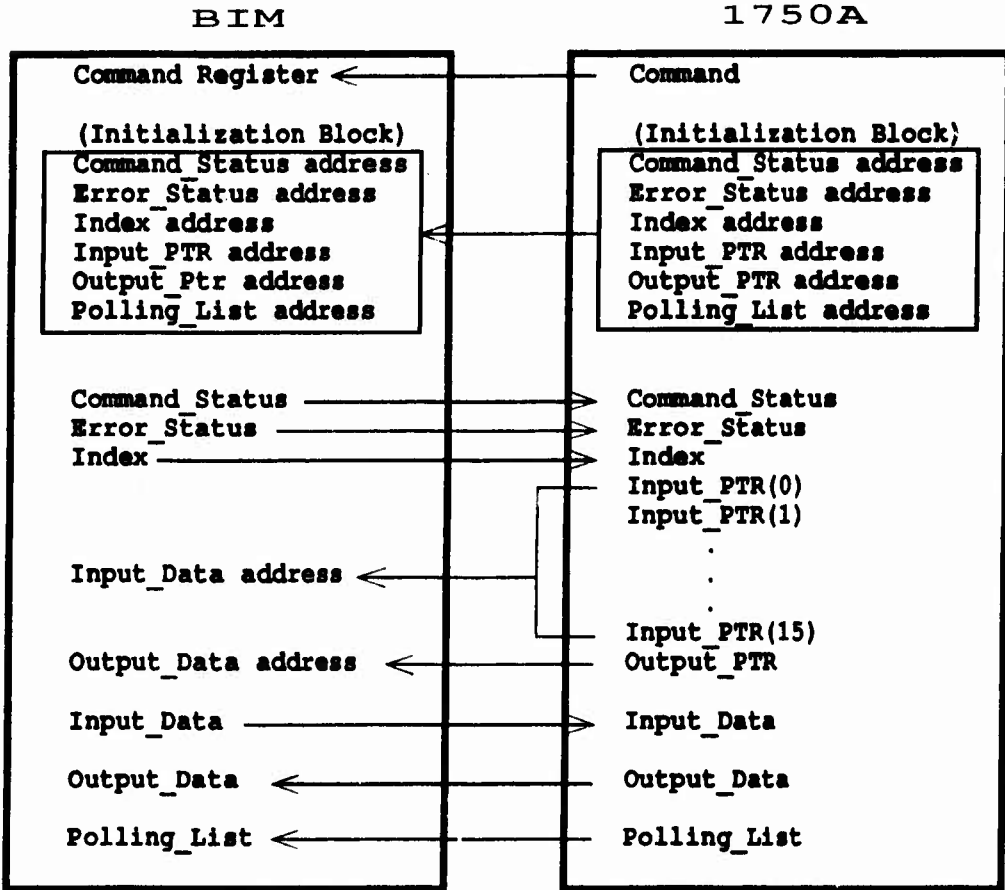 BIM
1750A
Command Register
Command
(Initialization Block)
(Initialization Block)
Command_Status address
Command_Status address
Error_Status address
Error_Status address
Index address
Index address
Input_PTR address
Input_PTR address
Output_Ptr address
Output_PTR address
Polling_List address
Polling_List address
Command_Status
Command_Status
Error_Status
Error_Status
Index
Index
Input_PTR(0)
Input_PTR(1)
.
Input_Data address
.
.
Input_PTR(15)
Output_Data address
Output_PTR
Input_Data
Input_Data
Output_Data
Output_Data
Polling_List
Polling_List